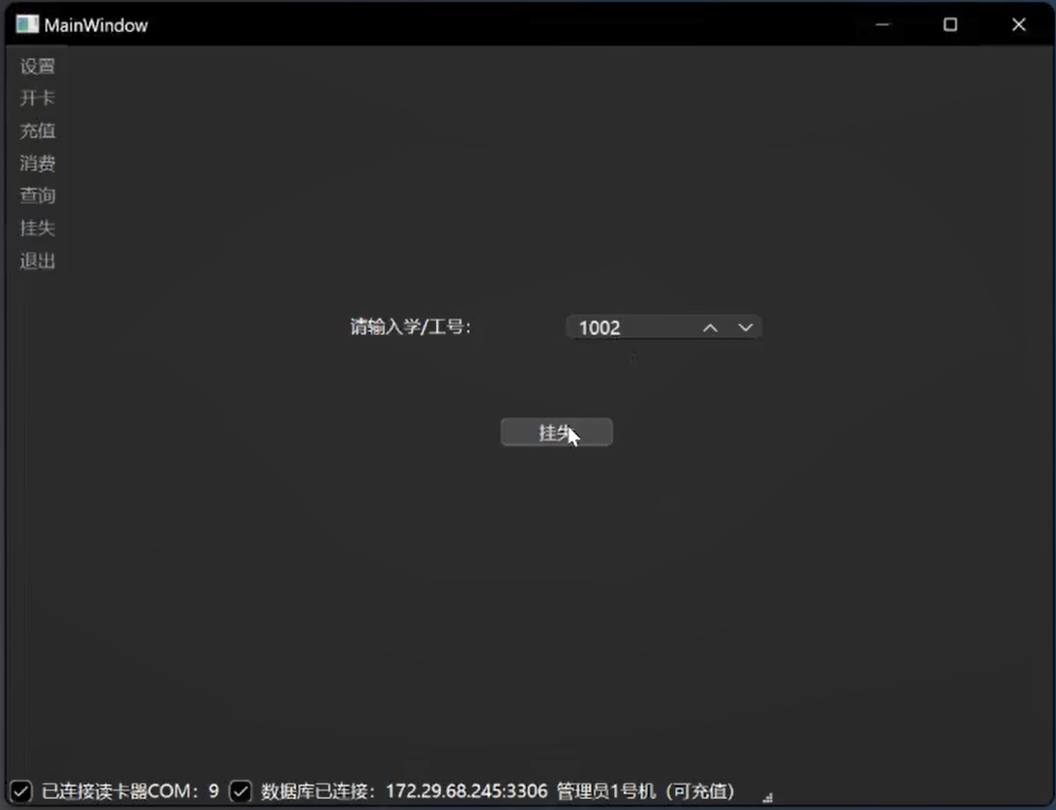 MainWindow
设置
开卡
充值
消费
查询
挂失
退出
请输入学/工号: 1002
挂失
已连接读卡器COM: 9 数据库已连接: 172.29.68.245:3306 管理员1号机（可充值）